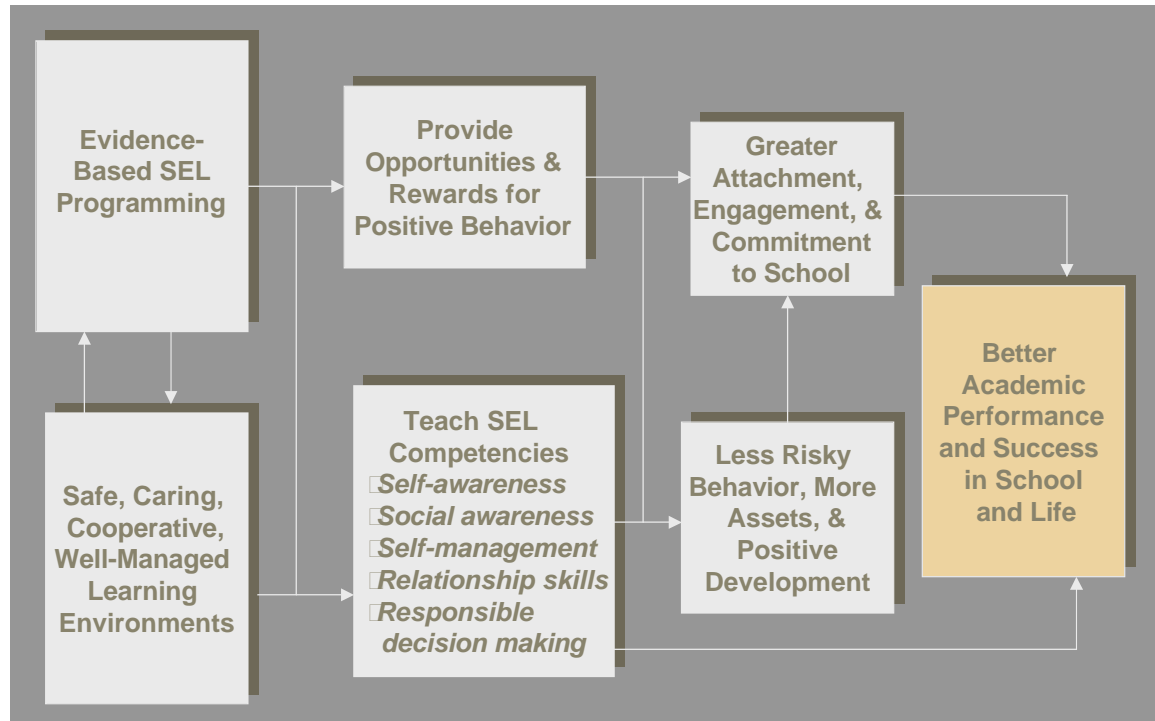 Evidence-
Based SEL
Programming
Provide
Opportunities &
Rewards for
Positive Behavior
Greater
Attachment,
Engagement, &
Commitment
to School
Safe, Caring,
Cooperative,
Well-Managed
Learning
Environments
Teach SEL
Competencies
Self-awareness
Social awareness
Self-management
Relationship skills
Responsible
decision making
Less Risky
Behavior, More
Assets, &
Positive
Development
Better
Academic
Performance
and Success
in School
and Life